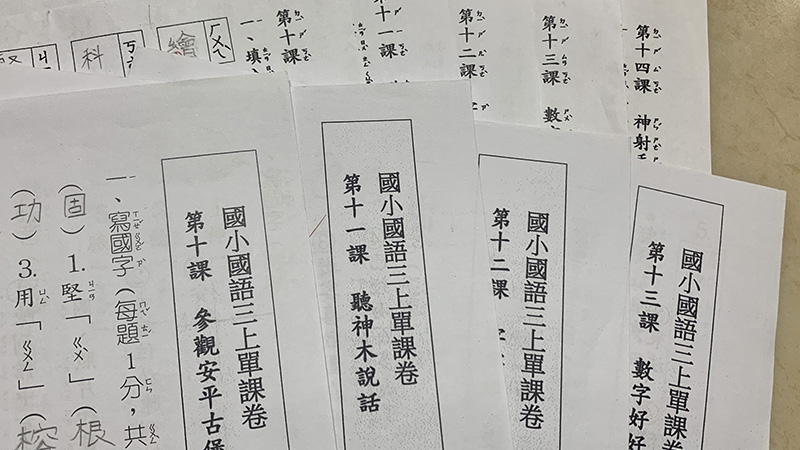 第十四課 神射
第十三課 數
第十二課
第十一課
第十課
一、填
繪 ㄏㄨㄟˋ
科
國小國語三上單課卷
第十三課 數字好好
國小國語三上單課卷
第十二課
國小國語三上單課卷
第十一課 聽神木說話
國小國語三上單課卷
第十課 參觀安平古堡
一、寫國字(每題1分，共
(固)1.堅「ㄍㄨˋ」(根
(功)3.用「ㄍㄨㄥ」(榕